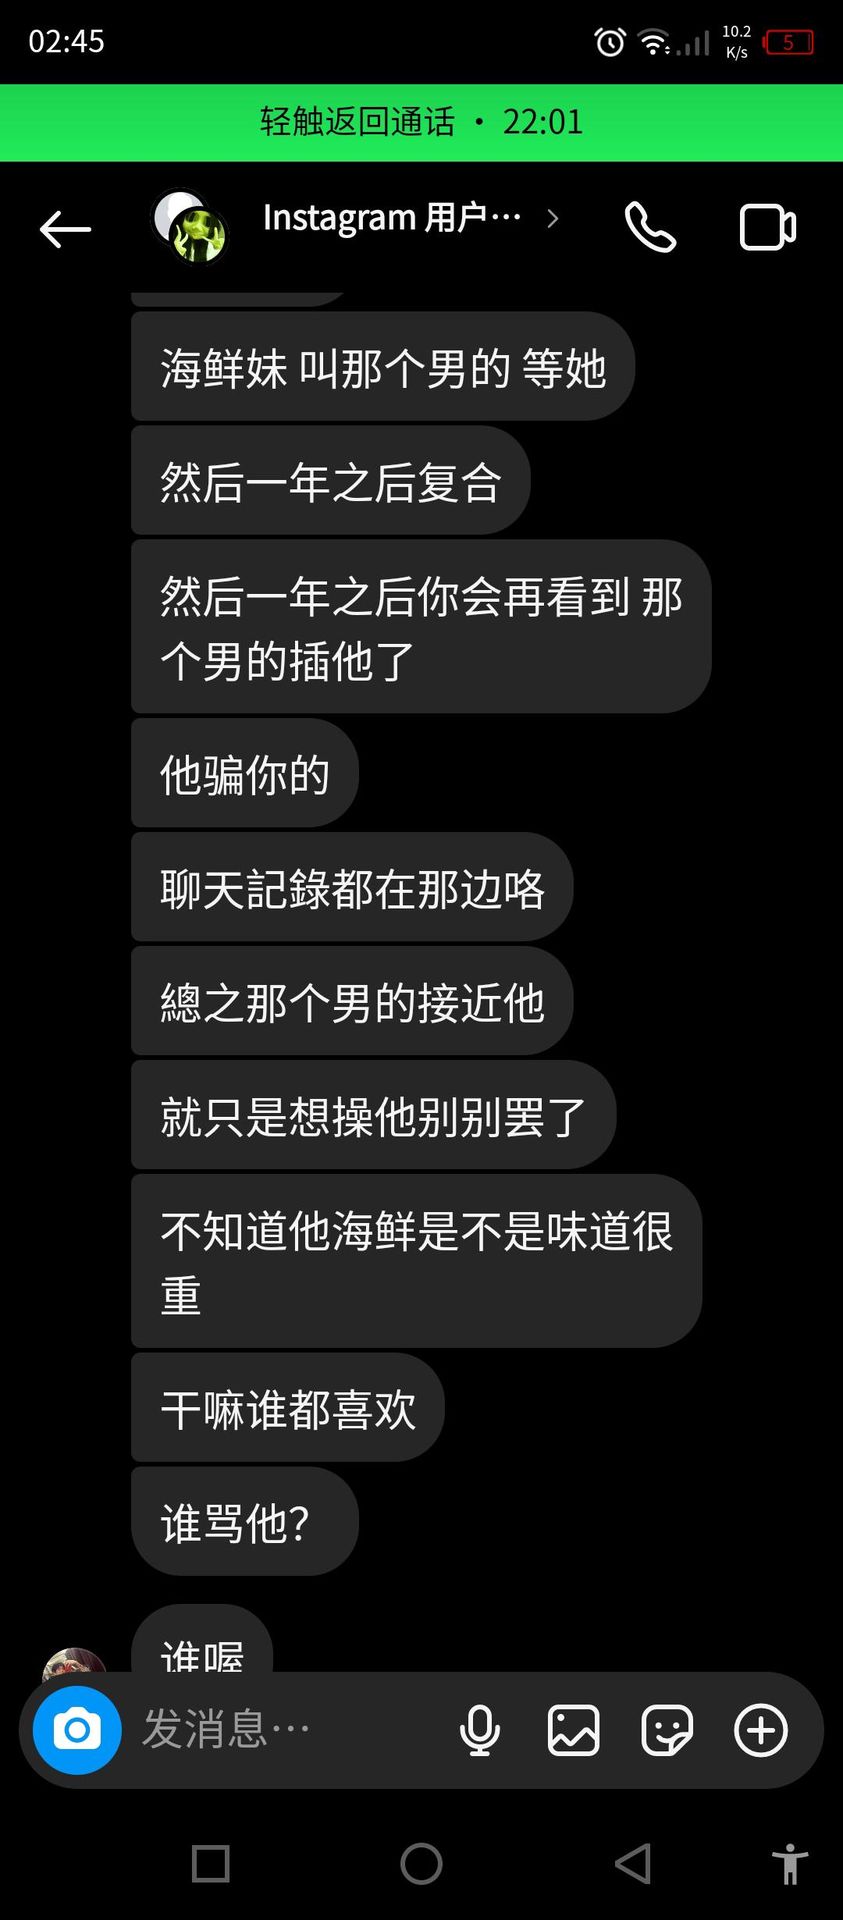 02:45
10.2
K/s
5
轻触返回通话 · 22:01
Instagram 用户…
海鲜妹 叫那个男的 等她
然后一年之后复合
然后一年之后你会再看到 那
个男的插他了
他骗你的
聊天記錄都在那边咯
總之那个男的接近他
就只是想操他别别罢了
不知道他海鲜是不是味道很
重
干嘛谁都喜欢
谁骂他?
谁喔
发消息…